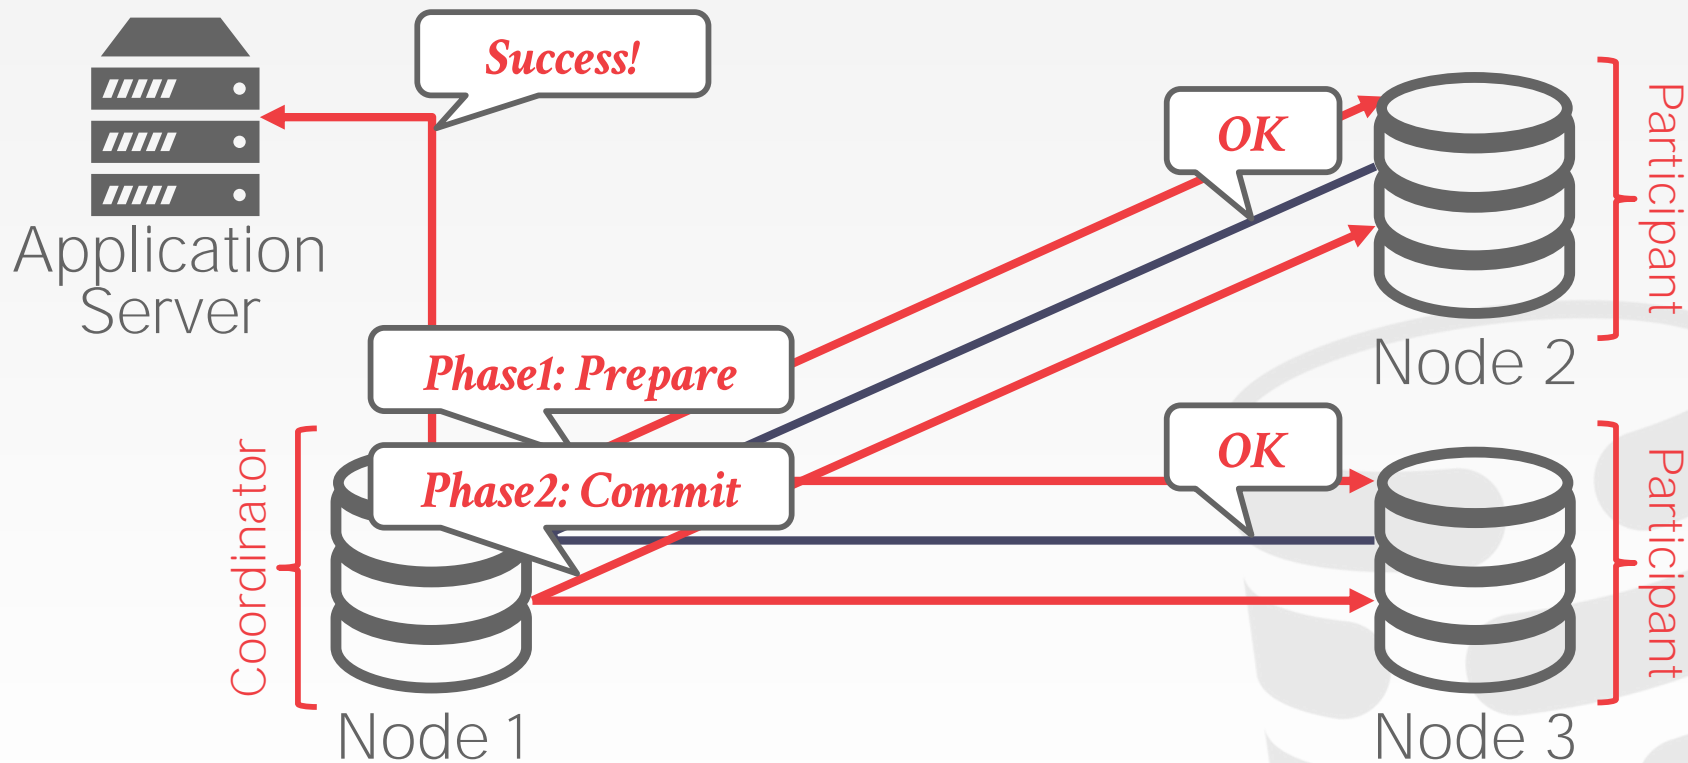 Success!
OK
Application
Server
Participant
Phase1: Prepare
Node 2
OK
Phase2: Commit
Coordinator
Participant
Node 1
Node 3